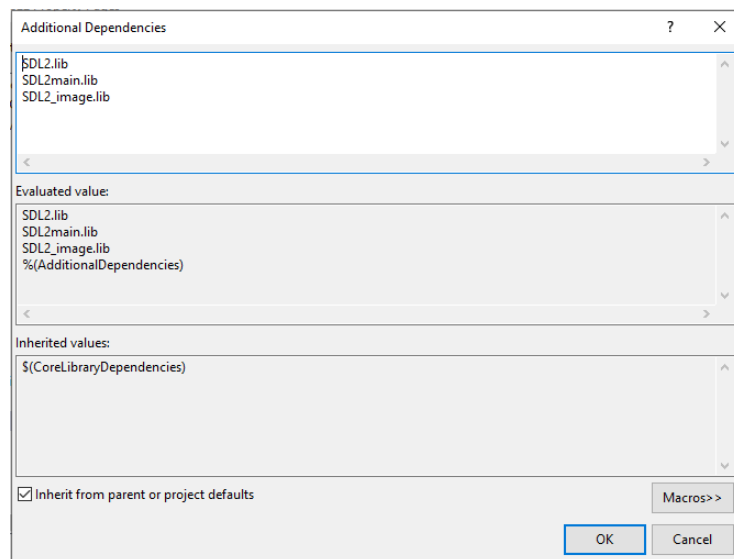 Additional Dependencies
SDL2.lib
SDL2main.lib
SDL2_image.lib
Evaluated value:
SDL2.lib
SDL2main.lib
SDL2_image.lib
%(AdditionalDependencies)
Inherited values:
$(CoreLibraryDependencies)
Inherit from parent or project defaults
Macros>>
OK
Cancel